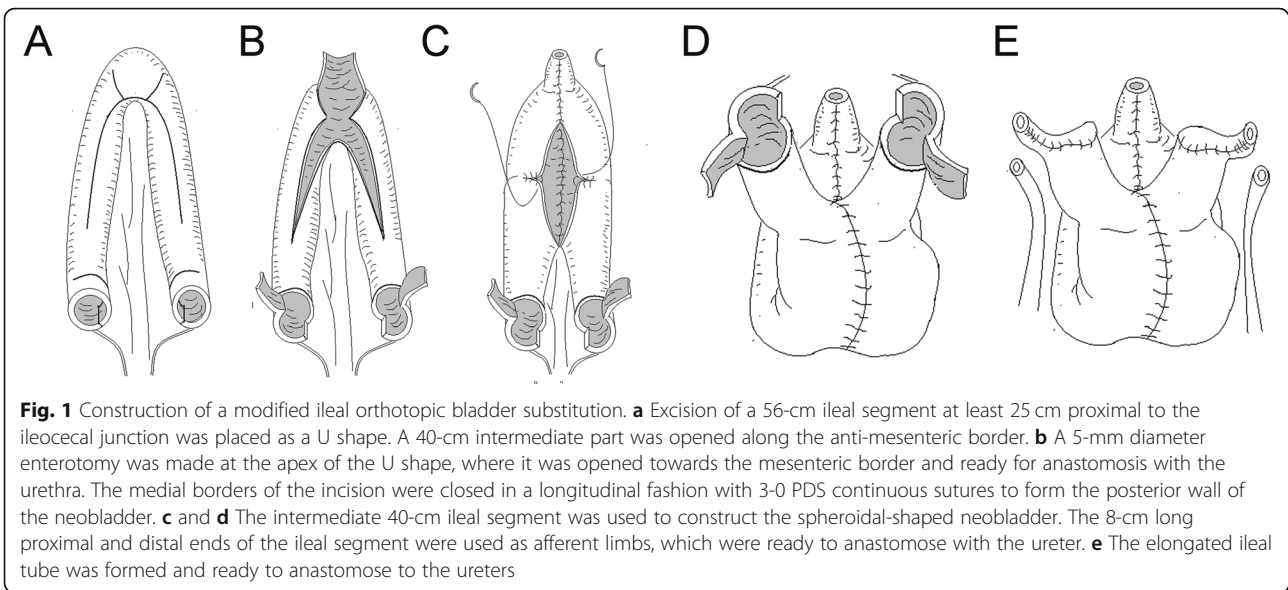 A B C D E
Fig. 1 Construction of a modified ileal orthotopic bladder substitution. a Excision of a 56-cm ileal segment at least 25 cm proximal to the
ileocecal junction was placed as a U shape. A 40-cm intermediate part was opened along the anti-mesenteric border. b A 5-mm diameter
enterotomy was made at the apex of the U shape, where it was opened towards the mesenteric border and ready for anastomosis with the
urethra. The medial borders of the incision were closed in a longitudinal fashion with 3-0 PDS continuous sutures to form the posterior wall of
the neobladder. c and d The intermediate 40-cm ileal segment was used to construct the spheroidal-shaped neobladder. The 8-cm long
proximal and distal ends of the ileal segment were used as afferent limbs, which were ready to anastomose with the ureter. e The elongated ileal
tube was formed and ready to anastomose to the ureters